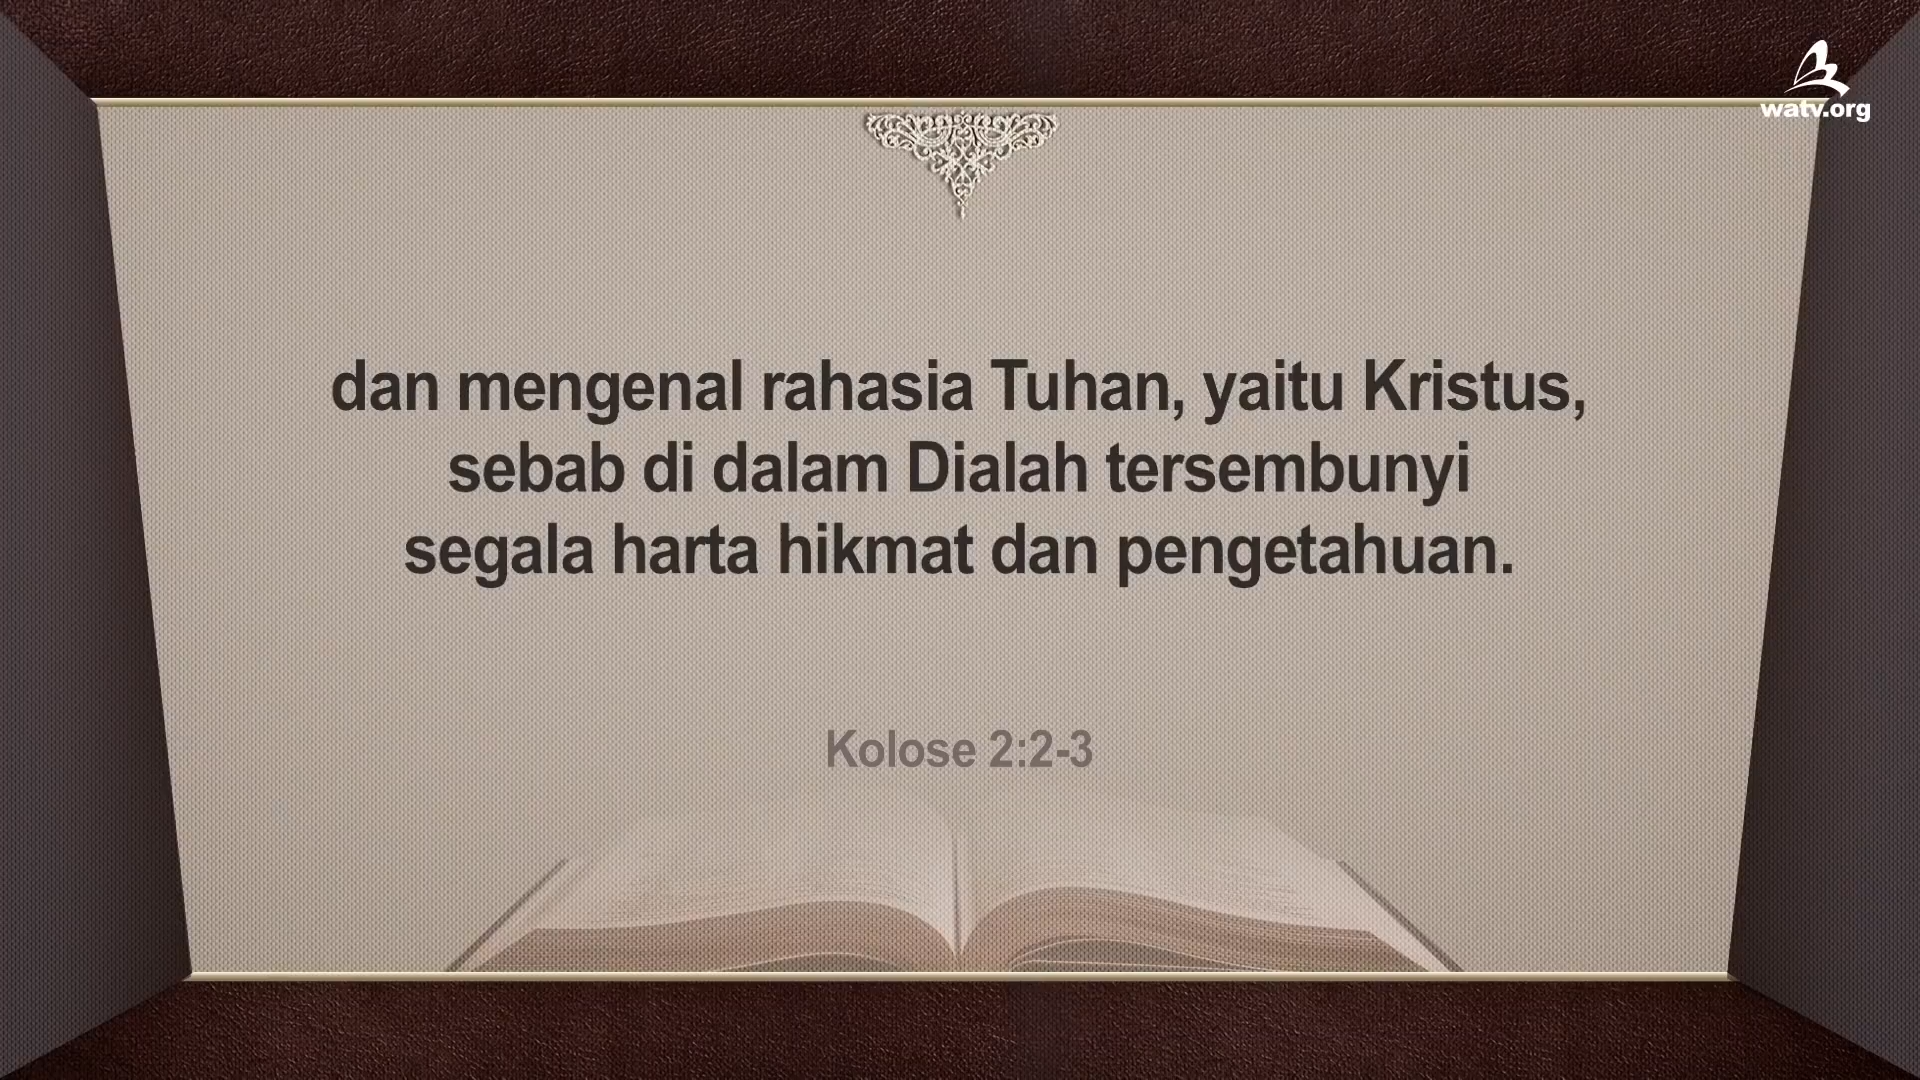 watv.org
dan mengenal rahasia Tuhan, yaitu Kristus,
sebab di dalam Dialah tersembunyi
segala harta hikmat dan pengetahuan.
Kolose 2:2-3